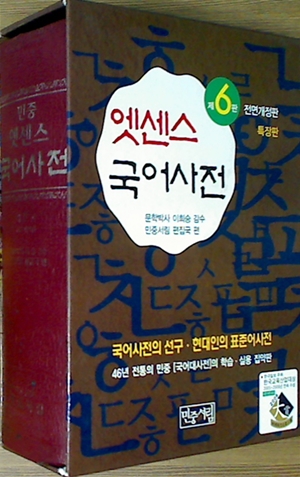 민중
엣센스
국어사전
제6판 전면개정판
특장판
엣센스
국어사전
문학박사 이희승 감수
민중서림 편집국 편
국어사전의 선구·현대인의 표준어사전
46년 전통의 민중 [국어대사전]의 학습·실용 집약판
민중서림